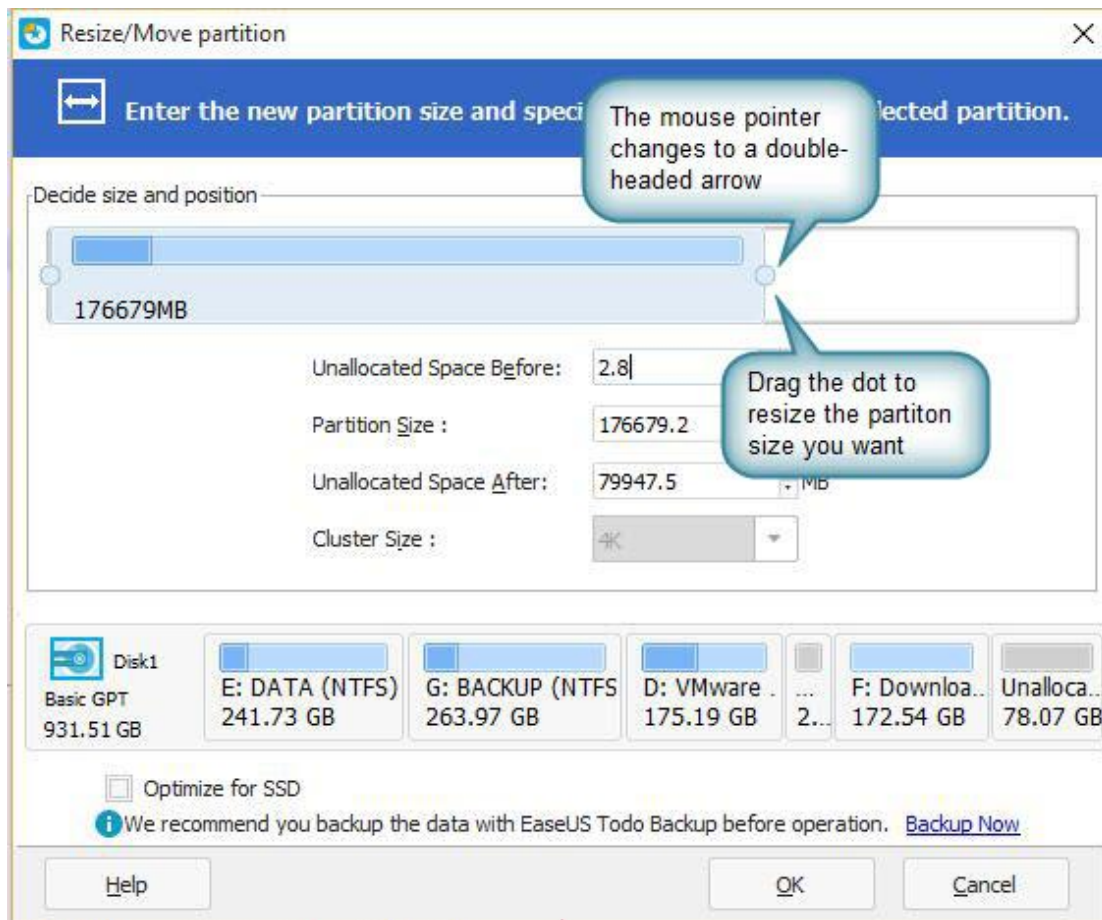 Resize/Move partition
Enter the new partition size and speci
lected partition.
The mouse pointer
changes to a double-
headed arrow
Decide size and position
176679MB
Unallocated Space Before:
2.8
Drag the dot to
resize the partiton
size you want
Partition Size :
176679.2
Unallocated Space After:
79947.5
MB
Cluster Size :
4K
Disk1
Basic GPT
931.51 GB
E: DATA (NTFS)
241.73 GB
G: BACKUP (NTFS
263.97 GB
D: VMware .
175.19 GB
...
2...
F: Downloa..
172.54 GB
Unalloca..
78.07 GB
Optimize for SSD
We recommend you backup the data with EaseUS Todo Backup before operation. Backup Now
Help
OK
Cancel